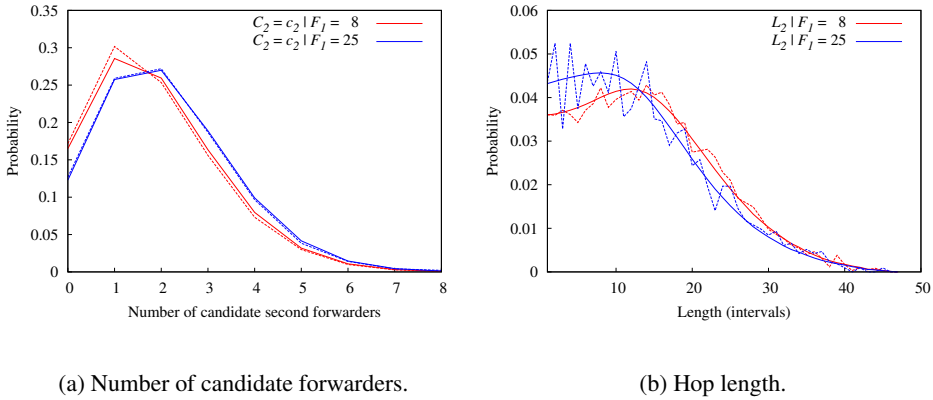 0.35
0.3
0.25
0.2
0.15
0.1
0.05
0
Probability
C₂ = c₂ | F₁ = 8
C₂ = c₂ | F₁ = 25
0 1 2 3 4 5 6 7 8
Number of candidate second forwarders
(a) Number of candidate forwarders.
0.06
0.05
0.04
0.03
0.02
0.01
0
Probability
L₂ | F₁ = 8
L₂ | F₁ = 25
10 20 30 40 50
Length (intervals)
(b) Hop length.